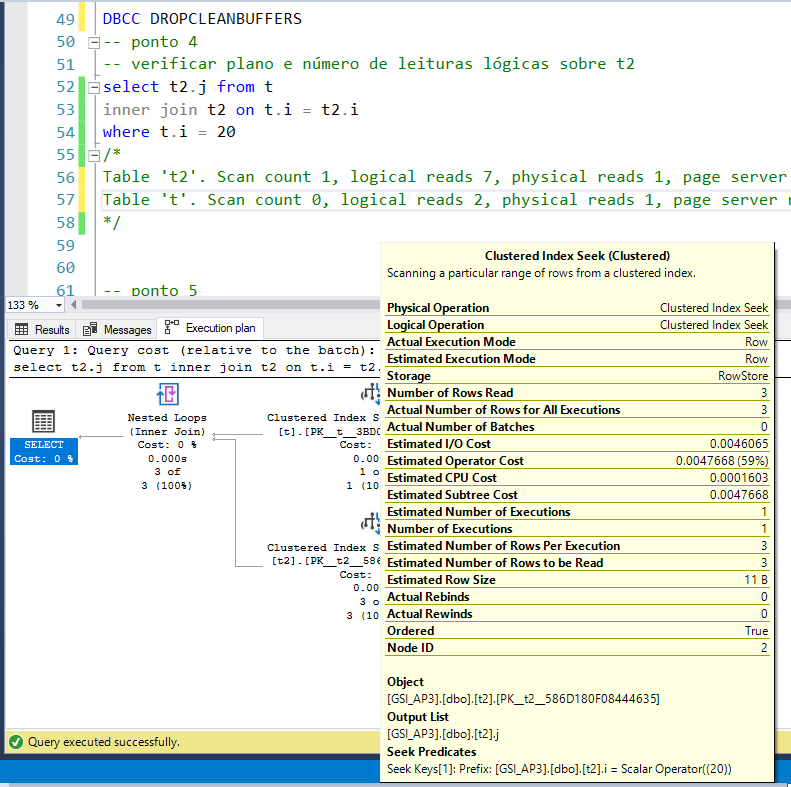 49 DBCC DROPCLEANBUFFERS
50 -- ponto 4
51 -- verificar plano e número de leituras lógicas sobre t2
52 select t2.j from t
53 inner join t2 on t.i = t2.i
54 where t.i = 20
55 /*
56 Table 't2'. Scan count 1, logical reads 7, physical reads 1, page server
57 Table 't'. Scan count 0, logical reads 2, physical reads 1, page server
58 */
59
60
61 -- ponto 5
133 %
Results Messages Execution plan
Query 1: Query cost (relative to the batch):
select t2.j from t inner join t2 on t.i = t2.
SELECT
Cost: 0 %
Nested Loops
(Inner Join)
Cost: 0 %
0.000s
3 of
3 (100%)
Clustered Index S
[t].[PK__t__3BD0
Cost:
0.00
1 o
1 (10
Clustered Index S
[t2].[PK__t2__586
Cost:
0.00
3 o
3 (10
Clustered Index Seek (Clustered)
Scanning a particular range of rows from a clustered index.
Physical Operation Clustered Index Seek
Logical Operation Clustered Index Seek
Actual Execution Mode Row
Estimated Execution Mode Row
Storage RowStore
Number of Rows Read 3
Actual Number of Rows for All Executions 3
Actual Number of Batches 0
Estimated I/O Cost 0.0046065
Estimated Operator Cost 0.0047668 (59%)
Estimated CPU Cost 0.0001603
Estimated Subtree Cost 0.0047668
Estimated Number of Executions 1
Number of Executions 1
Estimated Number of Rows Per Execution 3
Estimated Number of Rows to be Read 3
Estimated Row Size 11 B
Actual Rebinds 0
Actual Rewinds 0
Ordered True
Node ID 2
Object
[GSI_AP3].[dbo].[t2].[PK__t2__586D180F08444635]
Output List
[GSI_AP3].[dbo].[t2].j
Seek Predicates
Seek Keys[1]: Prefix: [GSI_AP3].[dbo].[t2].i = Scalar Operator((20))
Query executed successfully.